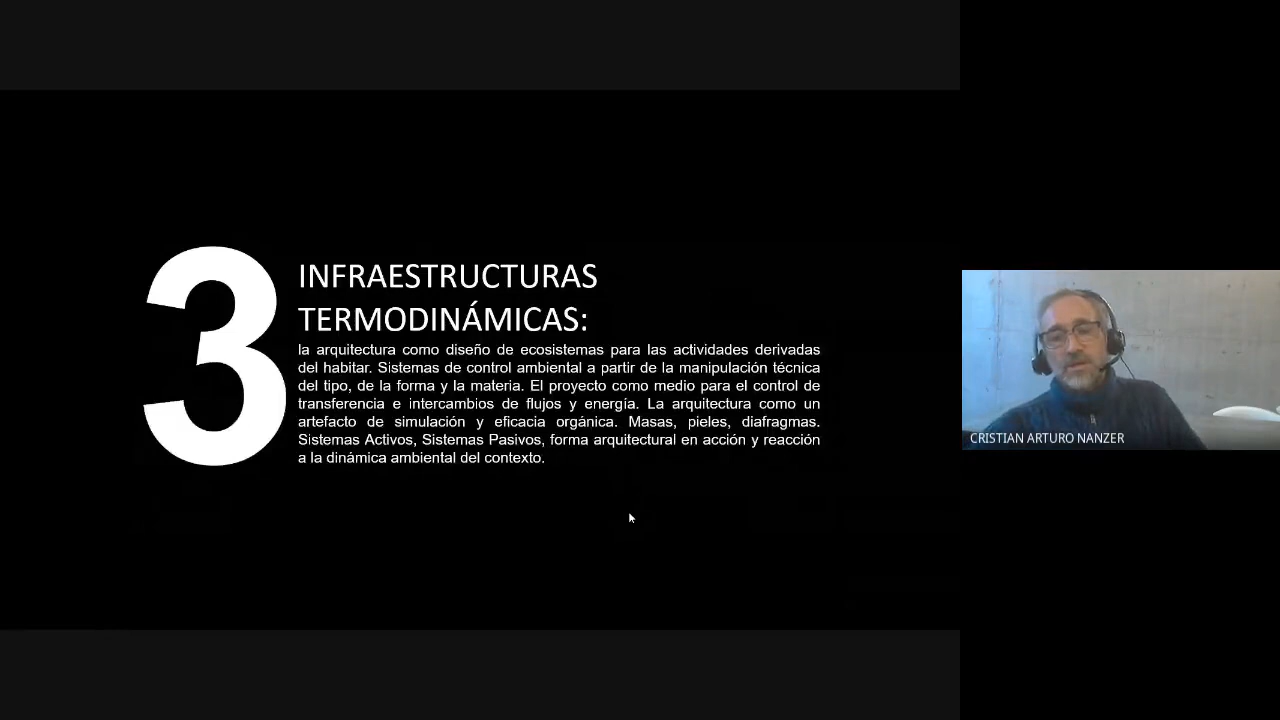 3
INFRAESTRUCTURAS
TERMODINÁMICAS:
la arquitectura como diseño de ecosistemas para las actividades derivadas
del habitar. Sistemas de control ambiental a partir de la manipulación técnica
del tipo, de la forma y la materia. El proyecto como medio para el control de
transferencia e intercambios de flujos y energía. La arquitectura como un
artefacto de simulación y eficacia orgánica. Masas, pieles, diafragmas.
Sistemas Activos, Sistemas Pasivos, forma arquitectural en acción y reacción
a la dinámica ambiental del contexto.
CRISTIAN ARTURO NANZER